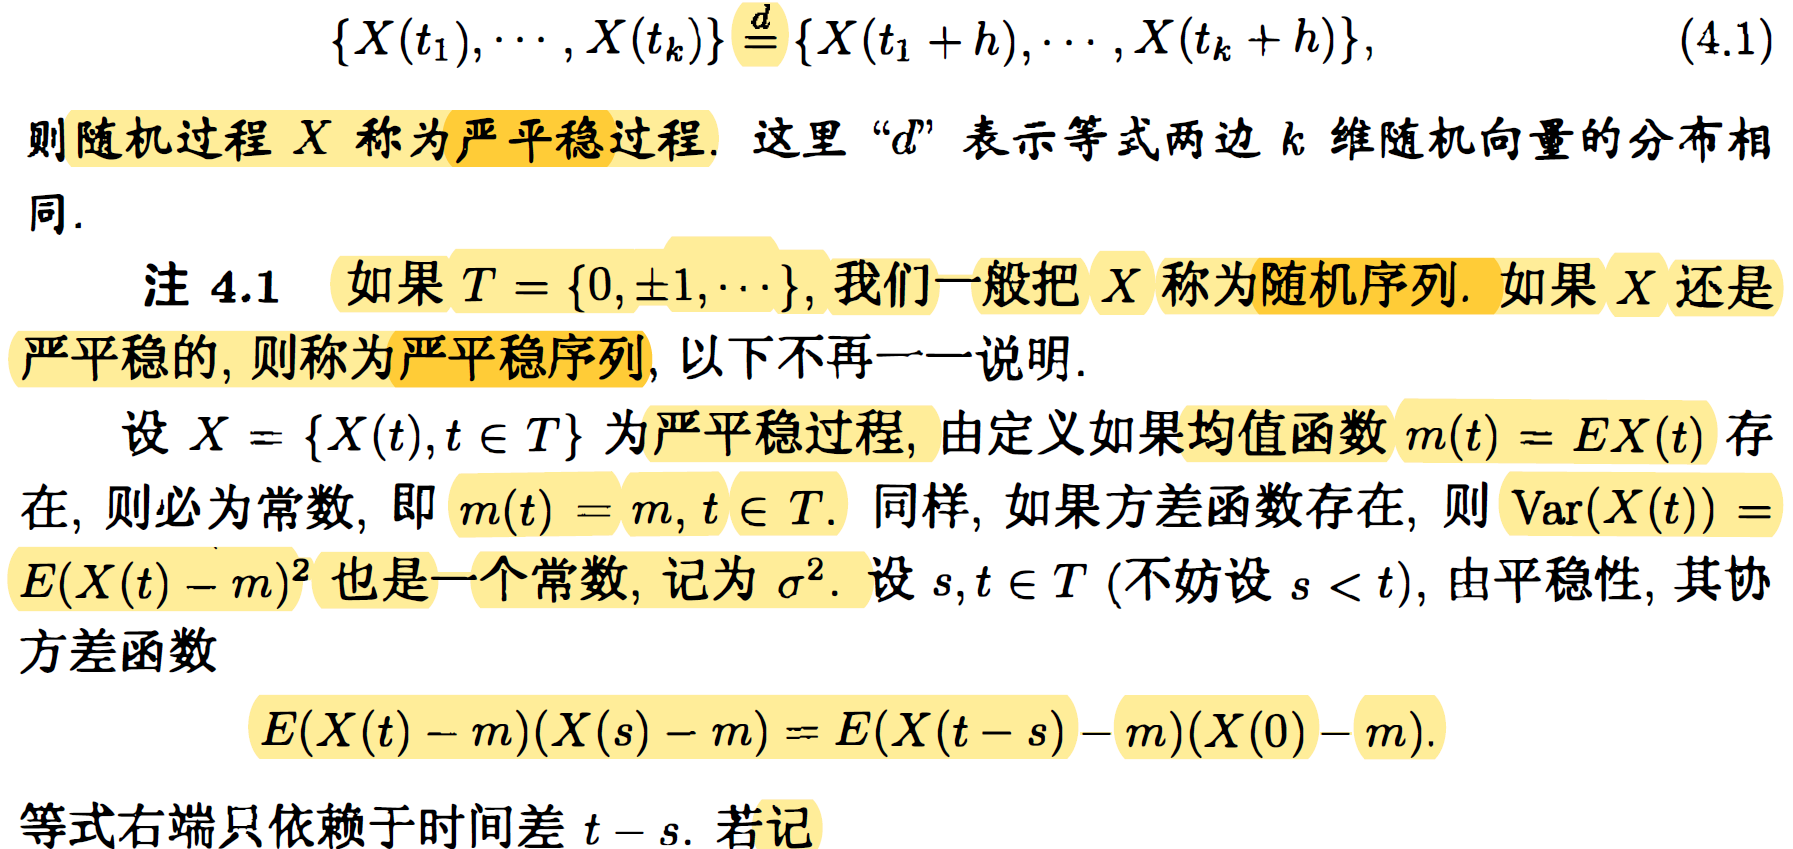 {X(t₁), ⋯ , X(tₖ)} ᵈ= {X(t₁ + h), ⋯ , X(tₖ + h)}, (4.1)
则随机过程 X 称为严平稳过程. 这里 “d” 表示等式两边 k 维随机向量的分布相
同.
注 4.1 如果 T = {0, ±1, ⋯}, 我们一般把 X 称为随机序列. 如果 X 还是
严平稳的, 则称为严平稳序列, 以下不再一一说明.
设 X = {X(t), t ∈ T} 为严平稳过程, 由定义如果均值函数 m(t) = EX(t) 存
在, 则必为常数, 即 m(t) = m, t ∈ T. 同样, 如果方差函数存在, 则 Var(X(t)) =
E(X(t) − m)² 也是一个常数, 记为 σ². 设 s, t ∈ T (不妨设 s < t), 由平稳性, 其协
方差函数
E(X(t) − m)(X(s) − m) = E(X(t − s) − m)(X(0) − m).
等式右端只依赖于时间差 t − s. 若记